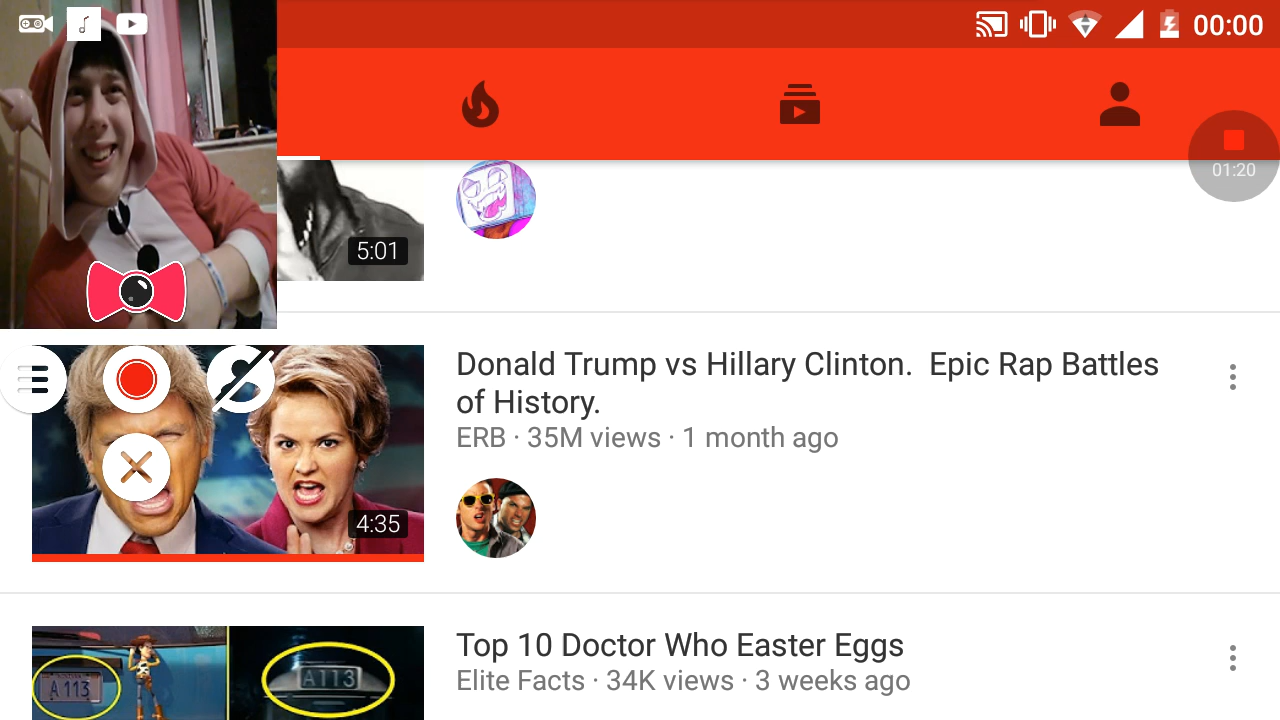 00:00
01:20
5:01
Donald Trump vs Hillary Clinton. Epic Rap Battles
of History.
ERB · 35M views · 1 month ago
4:35
Top 10 Doctor Who Easter Eggs
Elite Facts · 34K views · 3 weeks ago
A 113
A113